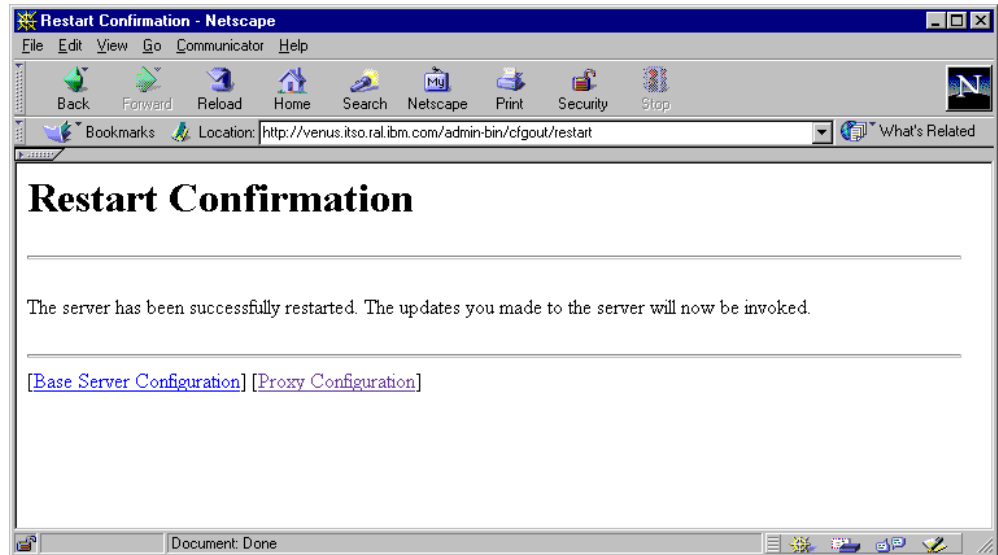 Restart Confirmation - Netscape
File Edit View Go Communicator Help
My
N
Back Forward Reload Home Search Netscape Print Security Stop
Bookmarks Location: http://venus.itso.ral.ibm.com/admin-bin/cfgout/restart What's Related
Restart Confirmation
The server has been successfully restarted. The updates you made to the server will now be invoked.
[Base Server Configuration] [Proxy Configuration]
Document: Done